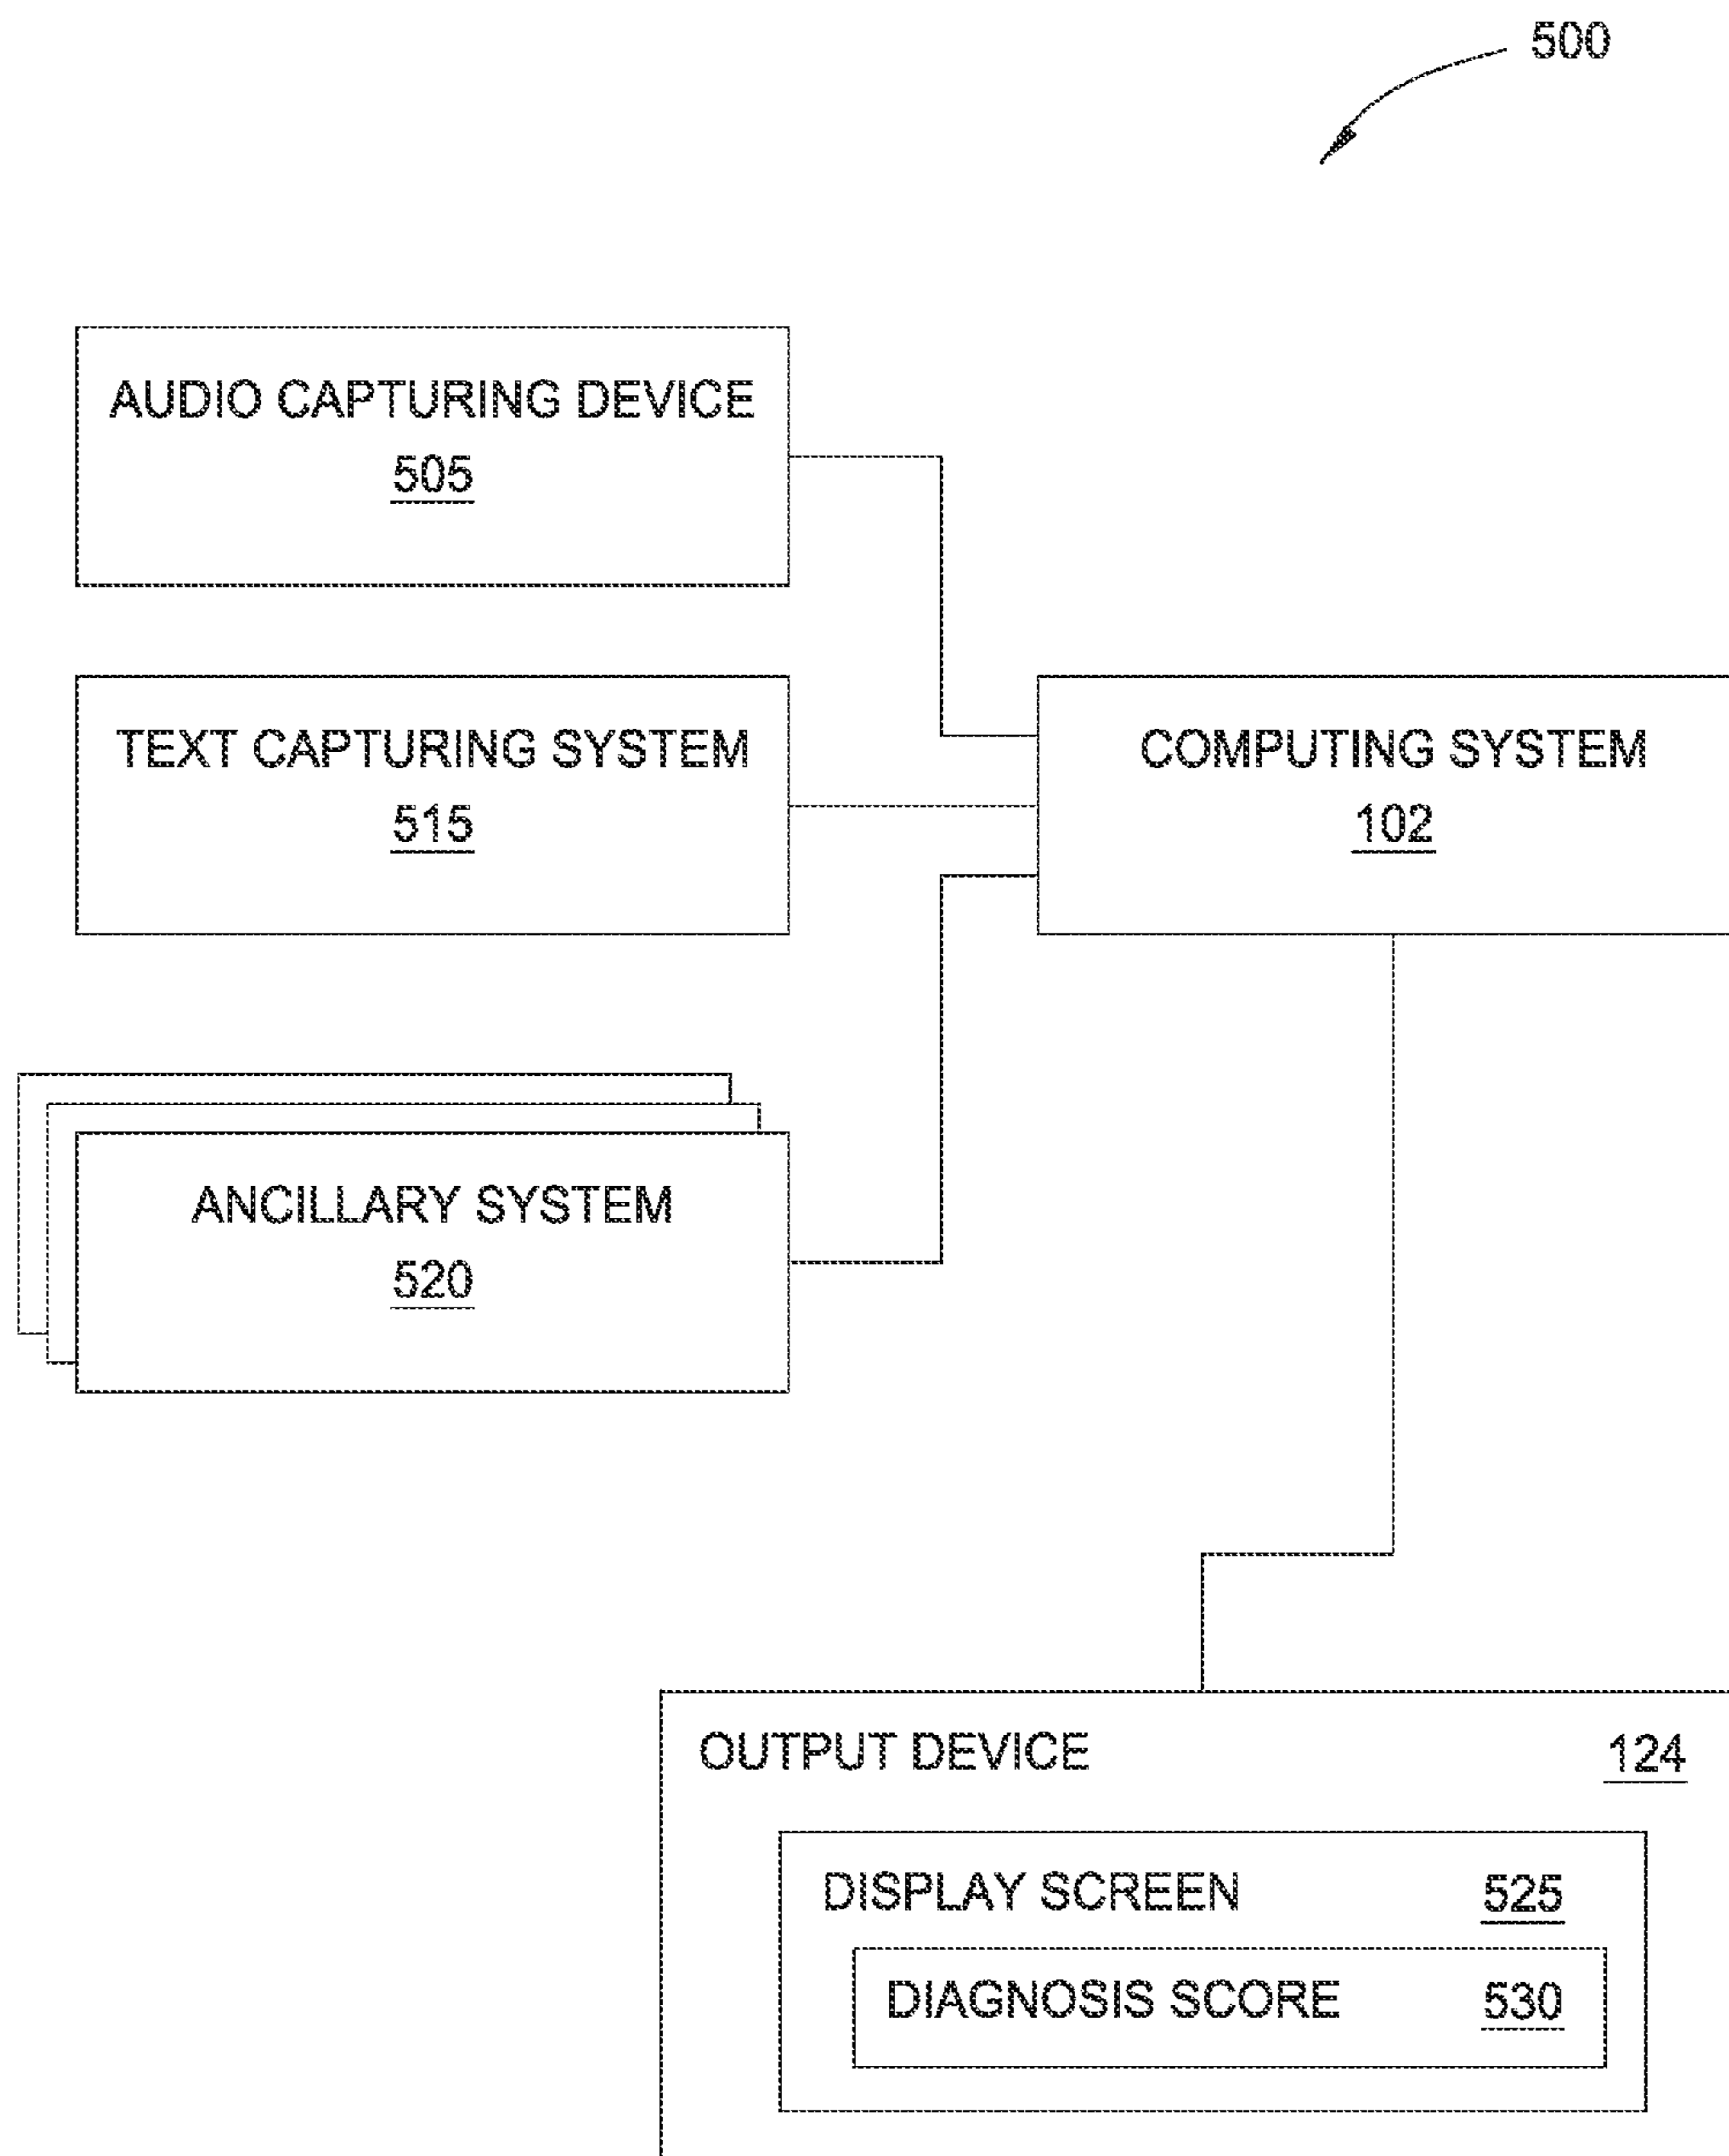 500
AUDIO CAPTURING DEVICE
505
TEXT CAPTURING SYSTEM
515
COMPUTING SYSTEM
102
ANCILLARY SYSTEM
520
OUTPUT DEVICE 124
DISPLAY SCREEN 525
DIAGNOSIS SCORE 530